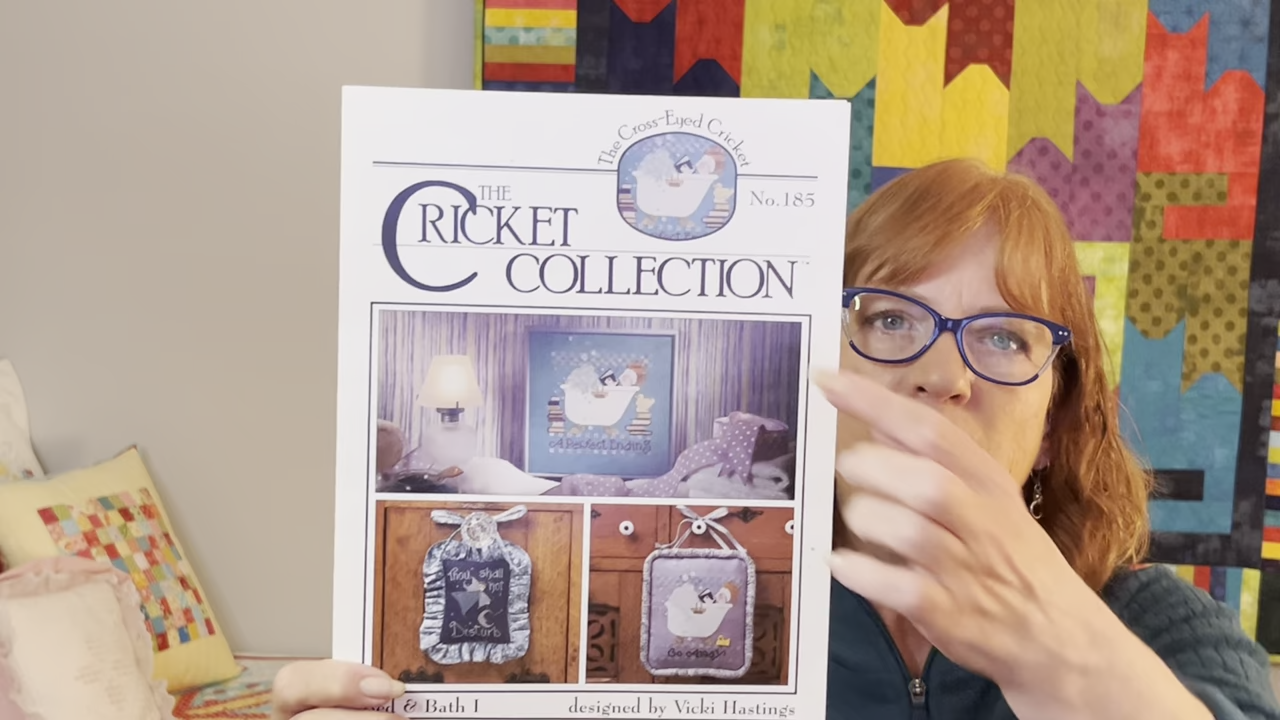 The Cross-Eyed Cricket
No.185
THE
CRICKET
COLLECTION
A Perfect Ending
Thou shall
not
Disturb
Go Away!
& Bath I
designed by Vicki Hastings